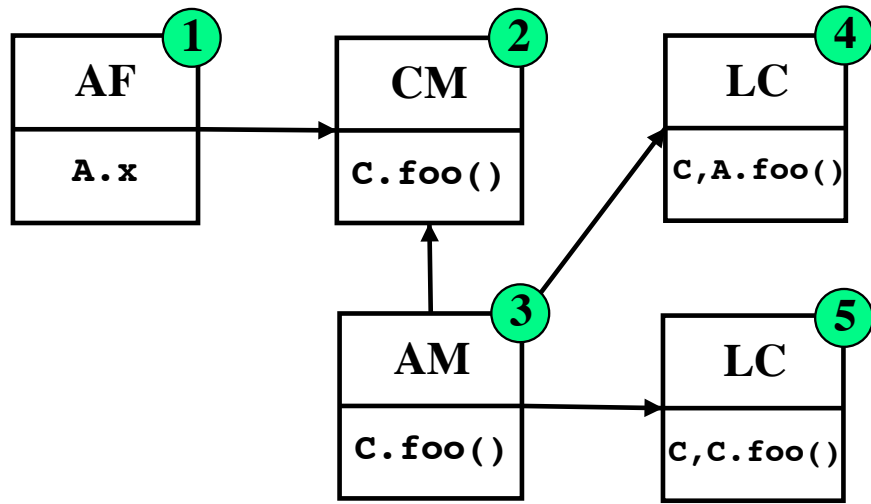 1
AF
A.x
2
CM
C.foo()
4
LC
C,A.foo()
3
AM
C.foo()
5
LC
C,C.foo()